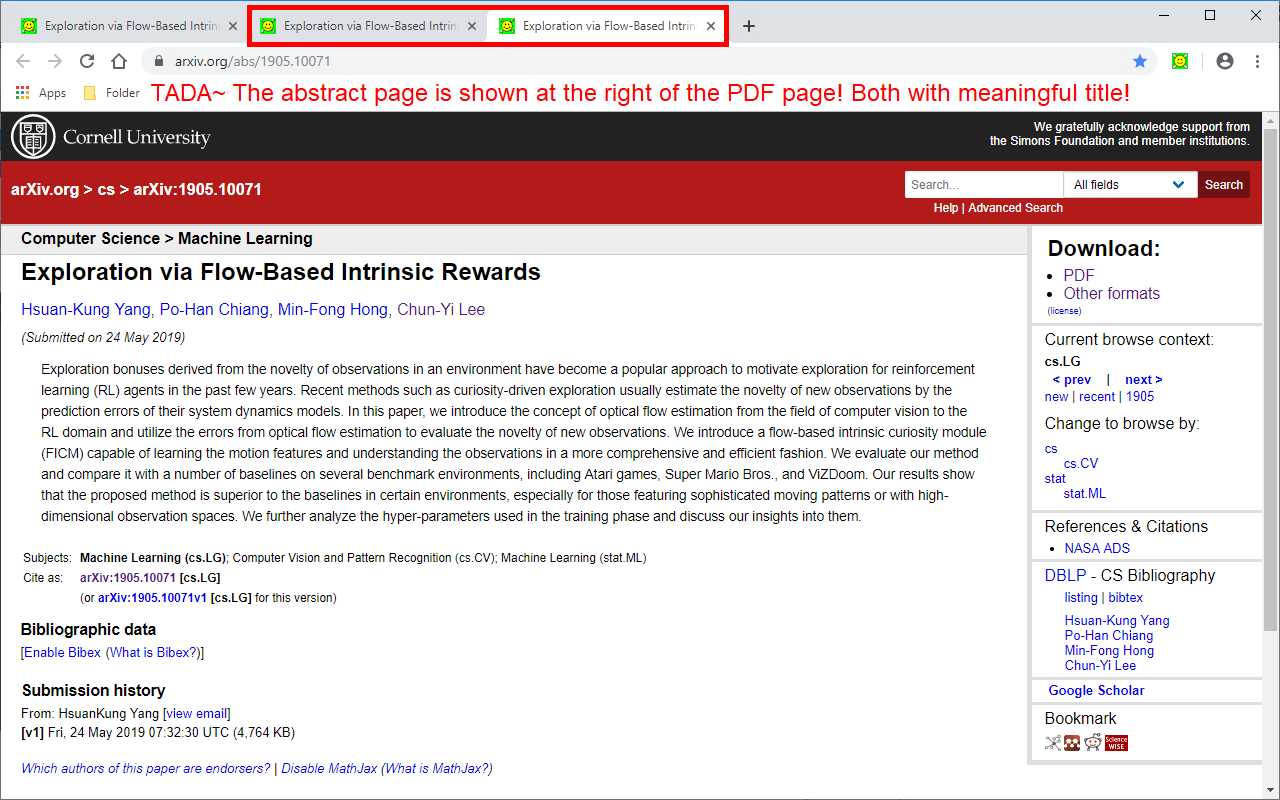 Exploration via Flow-Based Intrin
Exploration via Flow-Based Intrin
Exploration via Flow-Based Intrin
arxiv.org/abs/1905.10071
Apps
Folder
TADA~ The abstract page is shown at the right of the PDF page! Both with meaningful title!
Cornell University
We gratefully acknowledge support from
the Simons Foundation and member institutions.
arXiv.org > cs > arXiv:1905.10071
Search...
All fields
Search
Help | Advanced Search
Computer Science > Machine Learning
Exploration via Flow-Based Intrinsic Rewards
Hsuan-Kung Yang, Po-Han Chiang, Min-Fong Hong, Chun-Yi Lee
(Submitted on 24 May 2019)
Exploration bonuses derived from the novelty of observations in an environment have become a popular approach to motivate exploration for reinforcement
learning (RL) agents in the past few years. Recent methods such as curiosity-driven exploration usually estimate the novelty of new observations by the
prediction errors of their system dynamics models. In this paper, we introduce the concept of optical flow estimation from the field of computer vision to the
RL domain and utilize the errors from optical flow estimation to evaluate the novelty of new observations. We introduce a flow-based intrinsic curiosity module
(FICM) capable of learning the motion features and understanding the observations in a more comprehensive and efficient fashion. We evaluate our method
and compare it with a number of baselines on several benchmark environments, including Atari games, Super Mario Bros., and ViZDoom. Our results show
that the proposed method is superior to the baselines in certain environments, especially for those featuring sophisticated moving patterns or with high-
dimensional observation spaces. We further analyze the hyper-parameters used in the training phase and discuss our insights into them.
Subjects: Machine Learning (cs.LG); Computer Vision and Pattern Recognition (cs.CV); Machine Learning (stat.ML)
Cite as: arXiv:1905.10071 [cs.LG]
(or arXiv:1905.10071v1 [cs.LG] for this version)
Bibliographic data
[Enable Bibex (What is Bibex?)]
Submission history
From: HsuanKung Yang [view email]
[v1] Fri, 24 May 2019 07:32:30 UTC (4,764 KB)
Which authors of this paper are endorsers? | Disable MathJax (What is MathJax?)
Download:
PDF
Other formats
(license)
Current browse context:
cs.LG
< prev | next >
new | recent | 1905
Change to browse by:
cs
cs.CV
stat
stat.ML
References & Citations
NASA ADS
DBLP - CS Bibliography
listing | bibtex
Hsuan-Kung Yang
Po-Han Chiang
Min-Fong Hong
Chun-Yi Lee
Google Scholar
Bookmark
Science
WISE